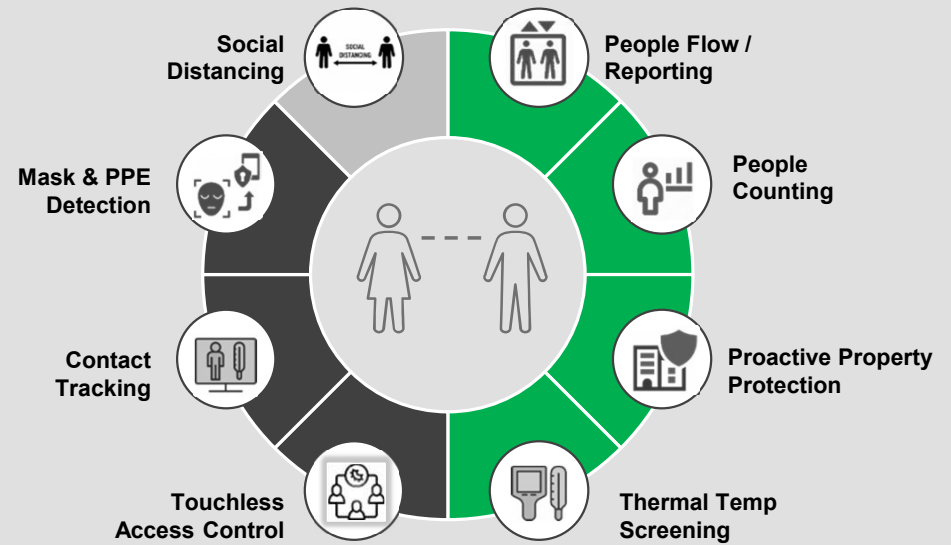 Social
Distancing
SOCIAL
DISTANCING
People Flow /
Reporting
Mask & PPE
Detection
People
Counting
Contact
Tracking
Proactive Property
Protection
Touchless
Access Control
Thermal Temp
Screening